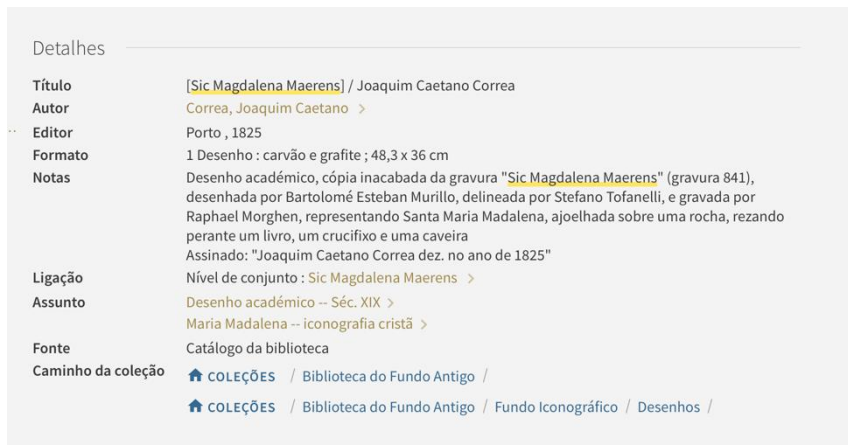 Detalhes
Título [Sic Magdalena Maerens] / Joaquim Caetano Correa
Autor Correa, Joaquim Caetano >
Editor Porto , 1825
Formato 1 Desenho : carvão e grafite ; 48,3 x 36 cm
Notas Desenho académico, cópia inacabada da gravura "Sic Magdalena Maerens" (gravura 841),
desenhada por Bartolomé Esteban Murillo, delineada por Stefano Tofanelli, e gravada por
Raphael Morghen, representando Santa Maria Madalena, ajoelhada sobre uma rocha, rezando
perante um livro, um crucifixo e uma caveira
Assinado: "Joaquim Caetano Correa dez. no ano de 1825"
Ligação Nível de conjunto : Sic Magdalena Maerens >
Assunto Desenho académico -- Séc. XIX >
Maria Madalena -- iconografia cristã >
Fonte Catálogo da biblioteca
Caminho da coleção COLEÇÕES / Biblioteca do Fundo Antigo /
COLEÇÕES / Biblioteca do Fundo Antigo / Fundo Iconográfico / Desenhos /